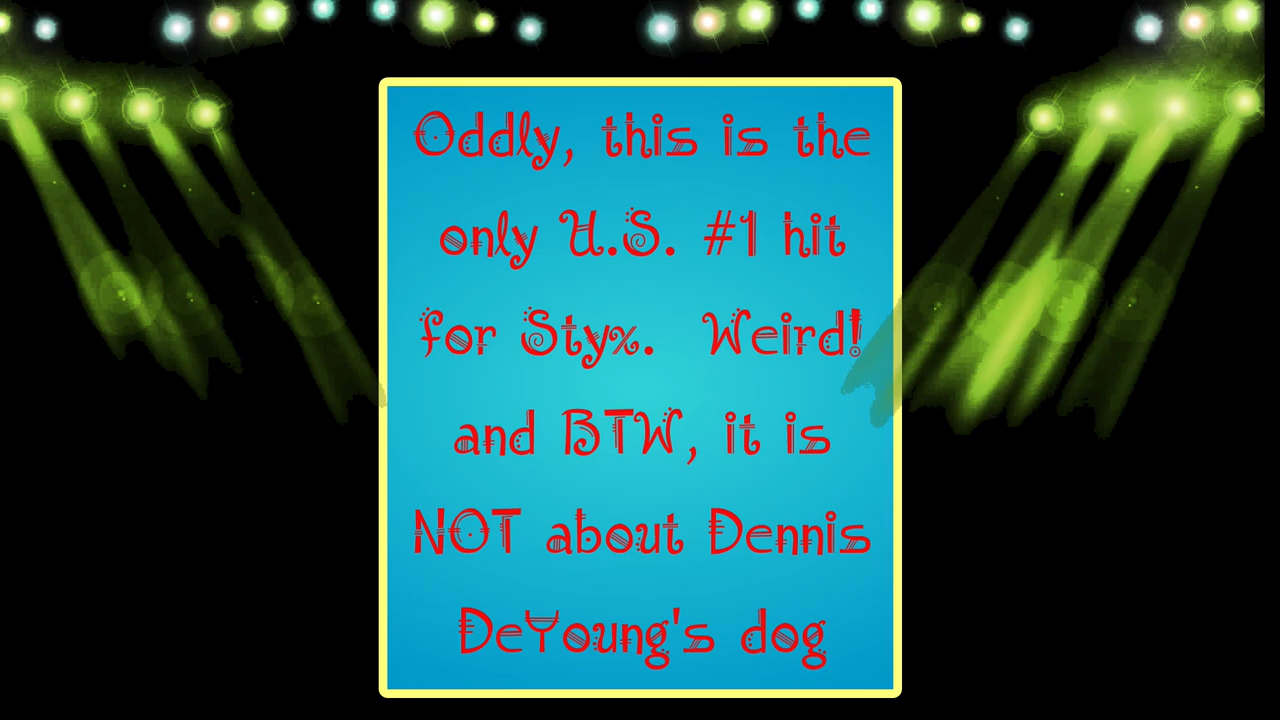 Oddly, this is the
only U.S. #1 hit
for Styx. Weird!
and BTW, it is
NOT about Dennis
DeYoung's dog